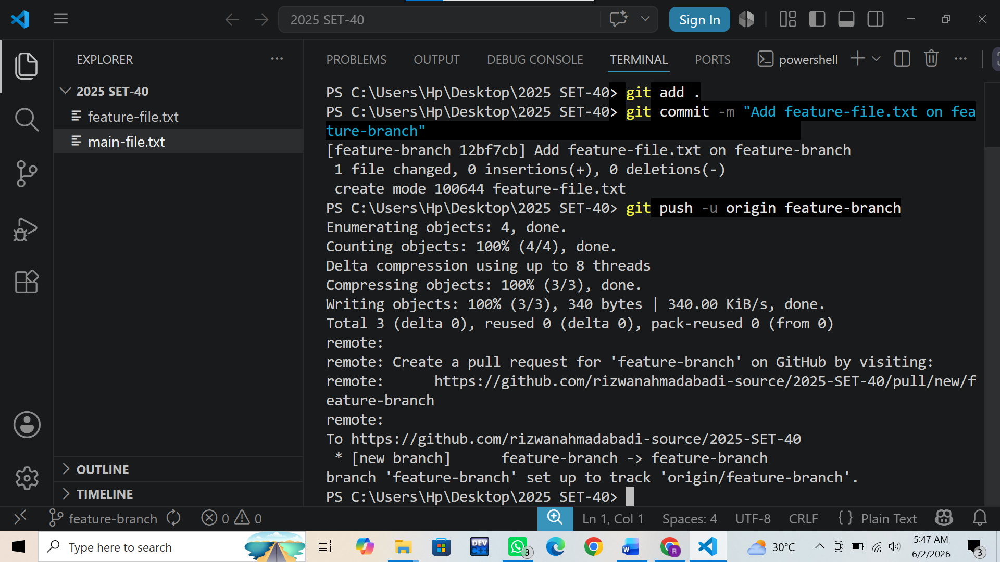 2025 SET-40
Sign In
EXPLORER
PROBLEMS OUTPUT DEBUG CONSOLE TERMINAL PORTS powershell
2025 SET-40
feature-file.txt
main-file.txt
PS C:\Users\Hp\Desktop\2025 SET-40> git add .
PS C:\Users\Hp\Desktop\2025 SET-40> git commit -m "Add feature-file.txt on fea
ture-branch"
[feature-branch 12bf7cb] Add feature-file.txt on feature-branch
 1 file changed, 0 insertions(+), 0 deletions(-)
 create mode 100644 feature-file.txt
PS C:\Users\Hp\Desktop\2025 SET-40> git push -u origin feature-branch
Enumerating objects: 4, done.
Counting objects: 100% (4/4), done.
Delta compression using up to 8 threads
Compressing objects: 100% (3/3), done.
Writing objects: 100% (3/3), 340 bytes | 340.00 KiB/s, done.
Total 3 (delta 0), reused 0 (delta 0), pack-reused 0 (from 0)
remote:
remote: Create a pull request for 'feature-branch' on GitHub by visiting:
remote:      https://github.com/rizwanahmadabadi-source/2025-SET-40/pull/new/f
eature-branch
remote:
To https://github.com/rizwanahmadabadi-source/2025-SET-40
 * [new branch]      feature-branch -> feature-branch
branch 'feature-branch' set up to track 'origin/feature-branch'.
PS C:\Users\Hp\Desktop\2025 SET-40>
OUTLINE
TIMELINE
feature-branch 0 0 Ln 1, Col 1 Spaces: 4 UTF-8 CRLF {} Plain Text
Type here to search
DEV
C++
3
W
R
30°C
5:47 AM
6/2/2026
3